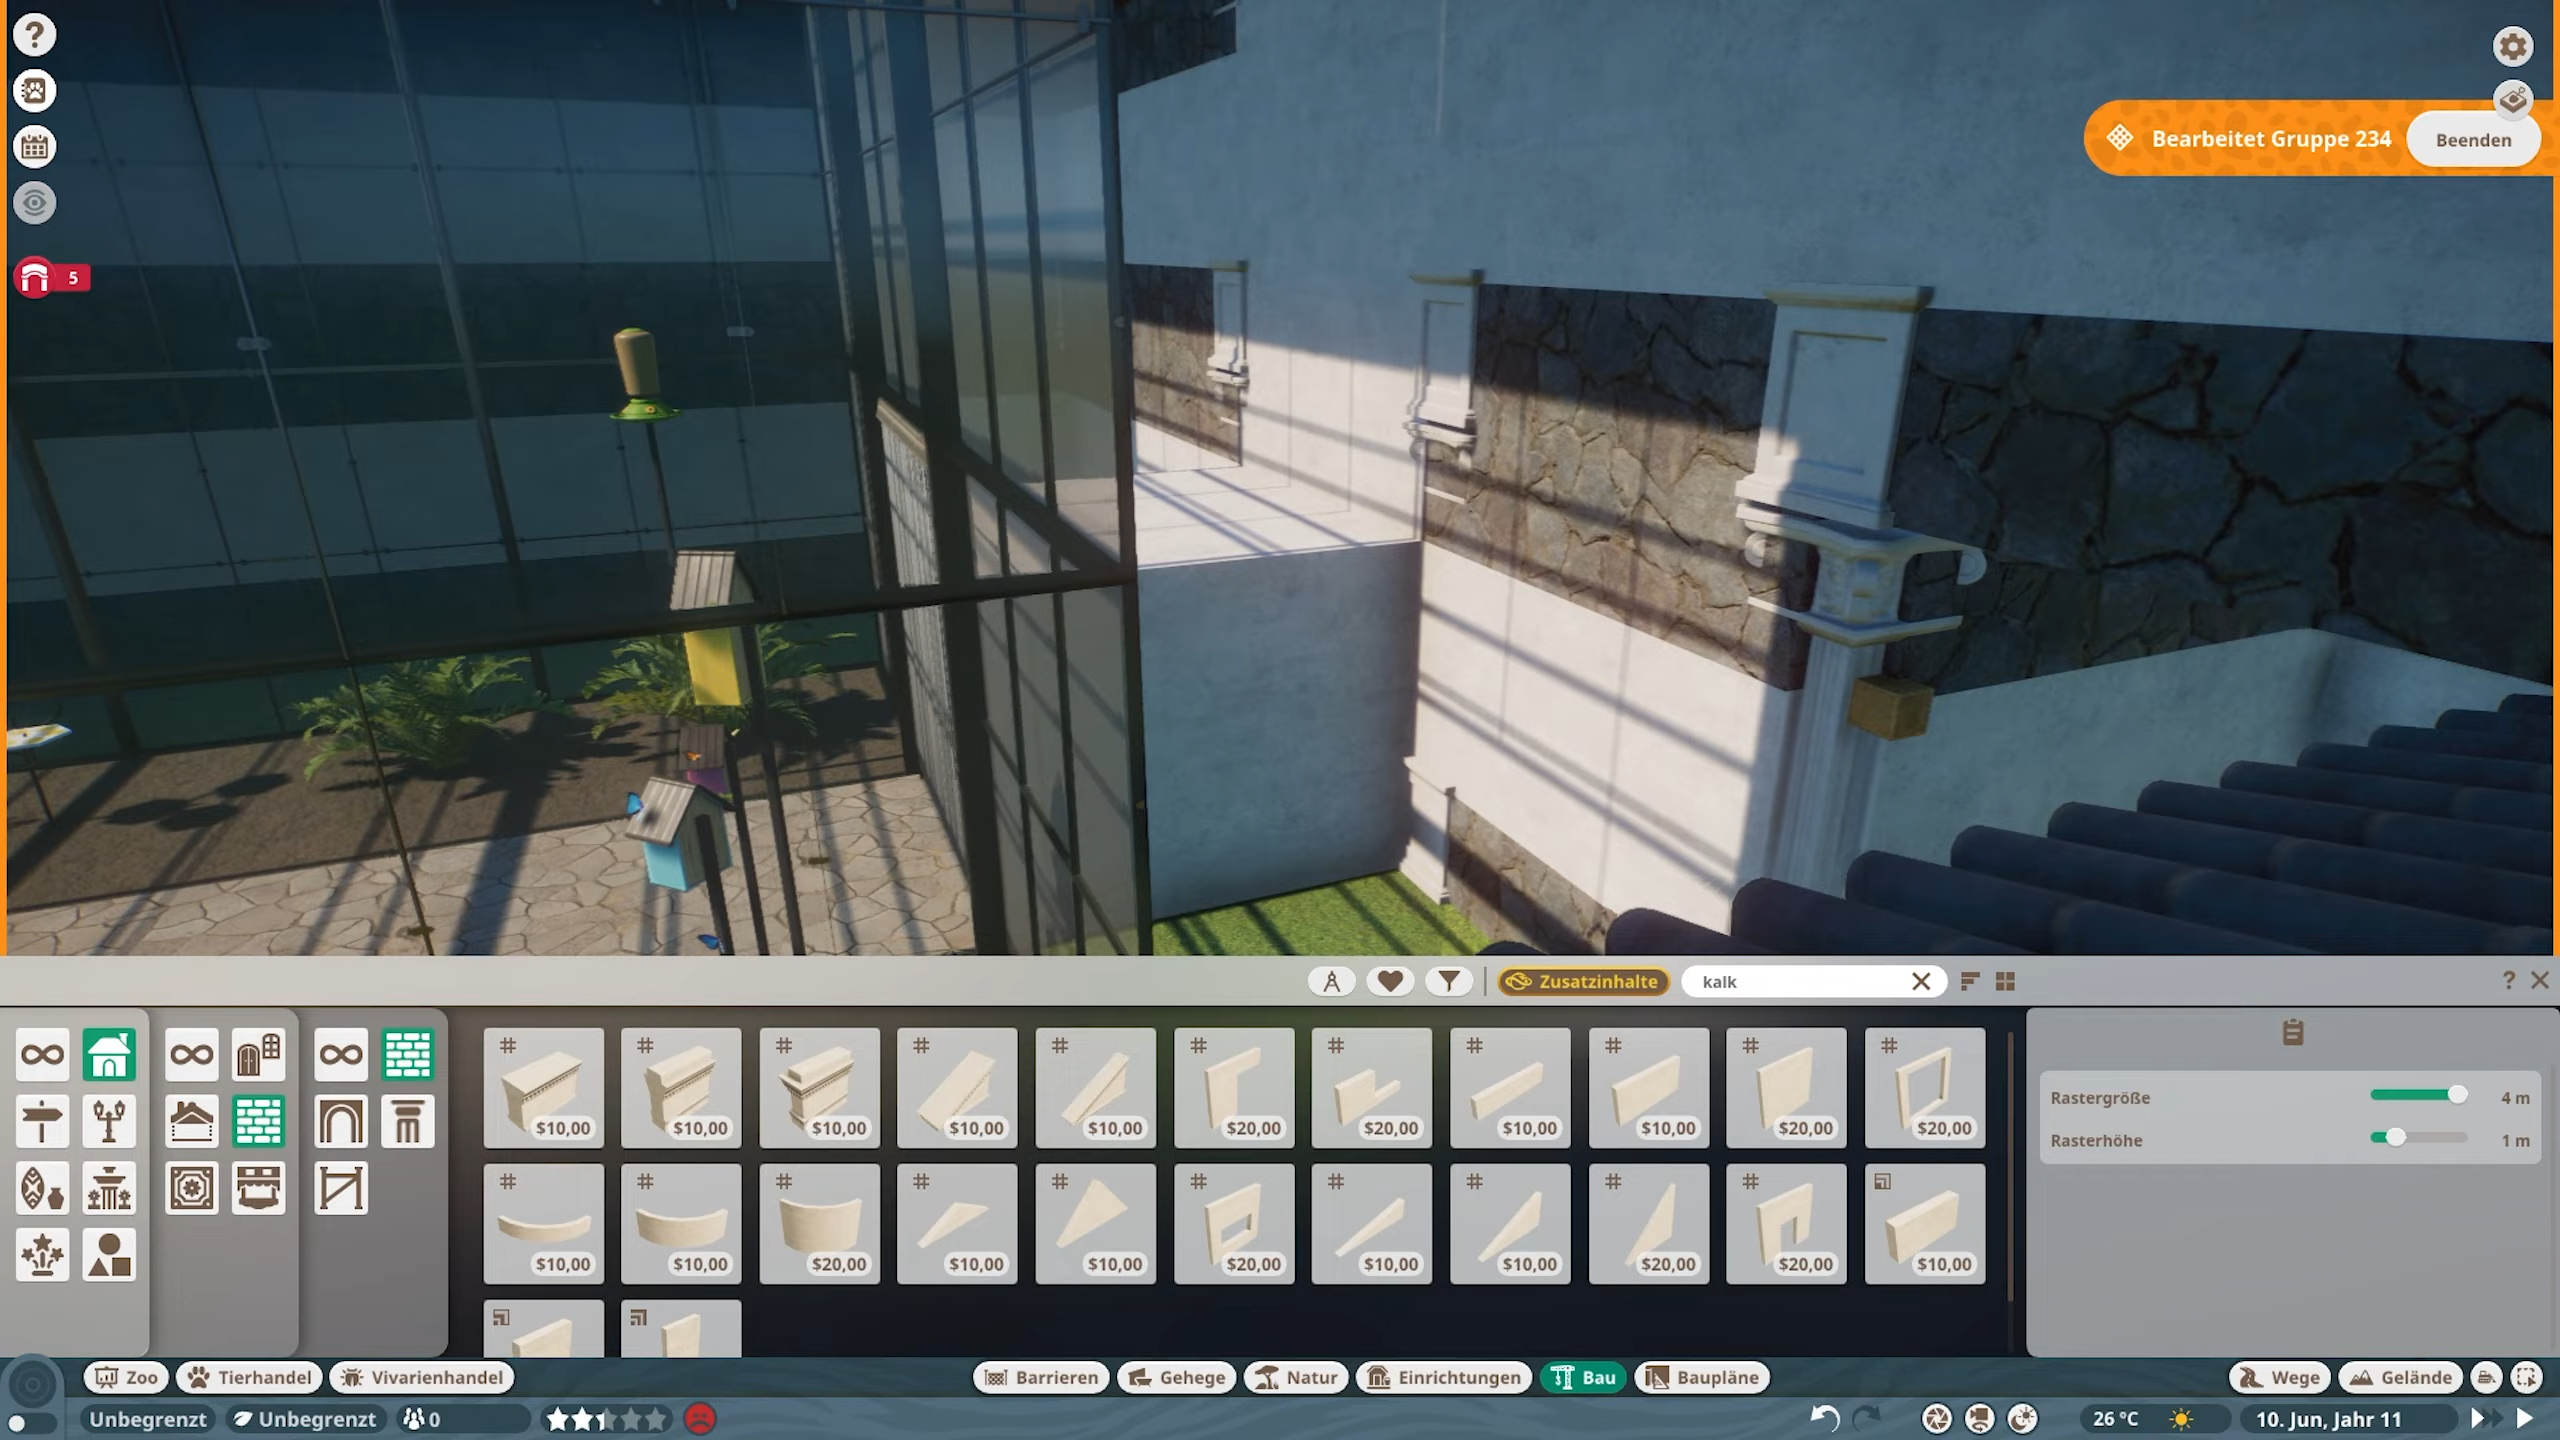 ?
5
Bearbeitet Gruppe 234
Beenden
Zusatzinhalte
kalk
?
$10,00
$10,00
$10,00
$10,00
$10,00
$20,00
$20,00
$10,00
$10,00
$20,00
$20,00
$10,00
$10,00
$20,00
$10,00
$10,00
$20,00
$10,00
$10,00
$20,00
$20,00
$10,00
Rastergröße
4 m
Rasterhöhe
1 m
Zoo
Tierhandel
Vivarienhandel
Barrieren
Gehege
Natur
Einrichtungen
Bau
Baupläne
Wege
Gelände
Unbegrenzt
Unbegrenzt
0
26 °C
10. Jun, Jahr 11